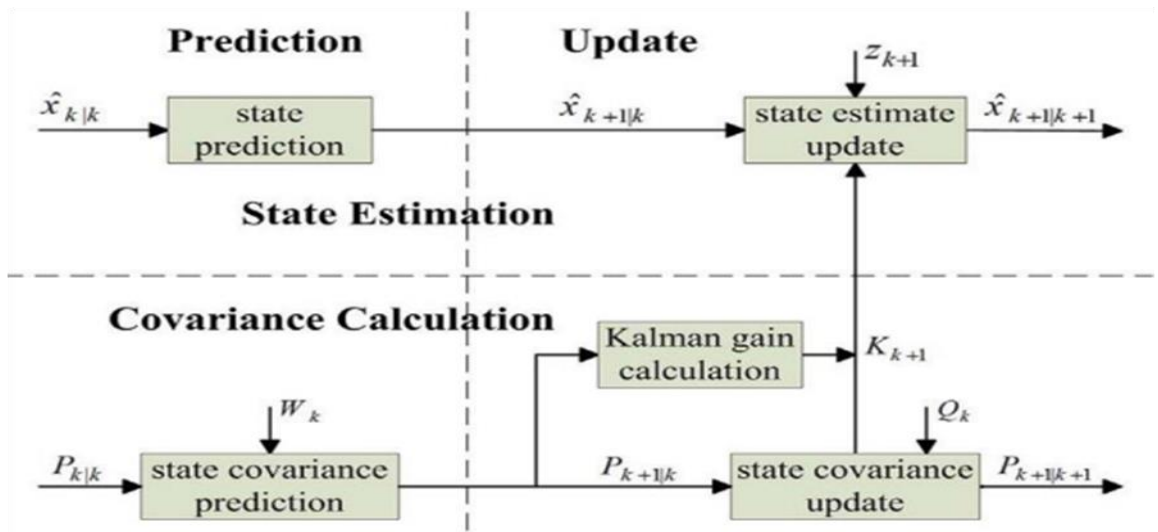 Prediction
Update
z_{k+1}
x̂_{k|k}
state
prediction
x̂_{k+1|k}
state estimate
update
x̂_{k+1|k+1}
State Estimation
Covariance Calculation
Kalman gain
calculation
K_{k+1}
W_k
Q_k
P_{k|k}
state covariance
prediction
P_{k+1|k}
state covariance
update
P_{k+1|k+1}